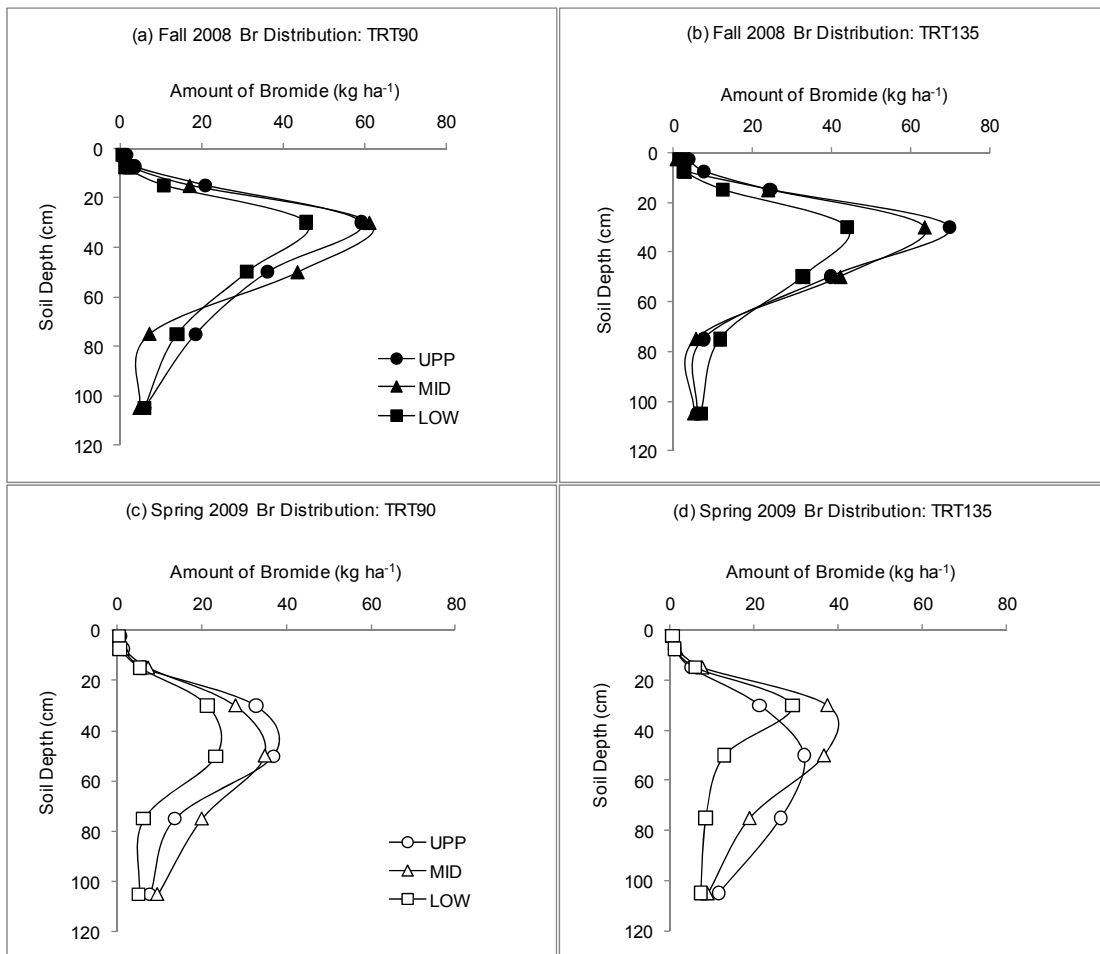 (a) Fall 2008 Br Distribution: TRT90
Amount of Bromide (kg ha-1)
0 20 40 60 80
Soil Depth (cm)
0
20
40
60
80
100
120
UPP
MID
LOW
(b) Fall 2008 Br Distribution: TRT135
Amount of Bromide (kg ha-1)
0 20 40 60 80
Soil Depth (cm)
0
20
40
60
80
100
120
(c) Spring 2009 Br Distribution: TRT90
Amount of Bromide (kg ha-1)
0 20 40 60 80
Soil Depth (cm)
0
20
40
60
80
100
120
UPP
MID
LOW
(d) Spring 2009 Br Distribution: TRT135
Amount of Bromide (kg ha-1)
0 20 40 60 80
Soil Depth (cm)
0
20
40
60
80
100
120